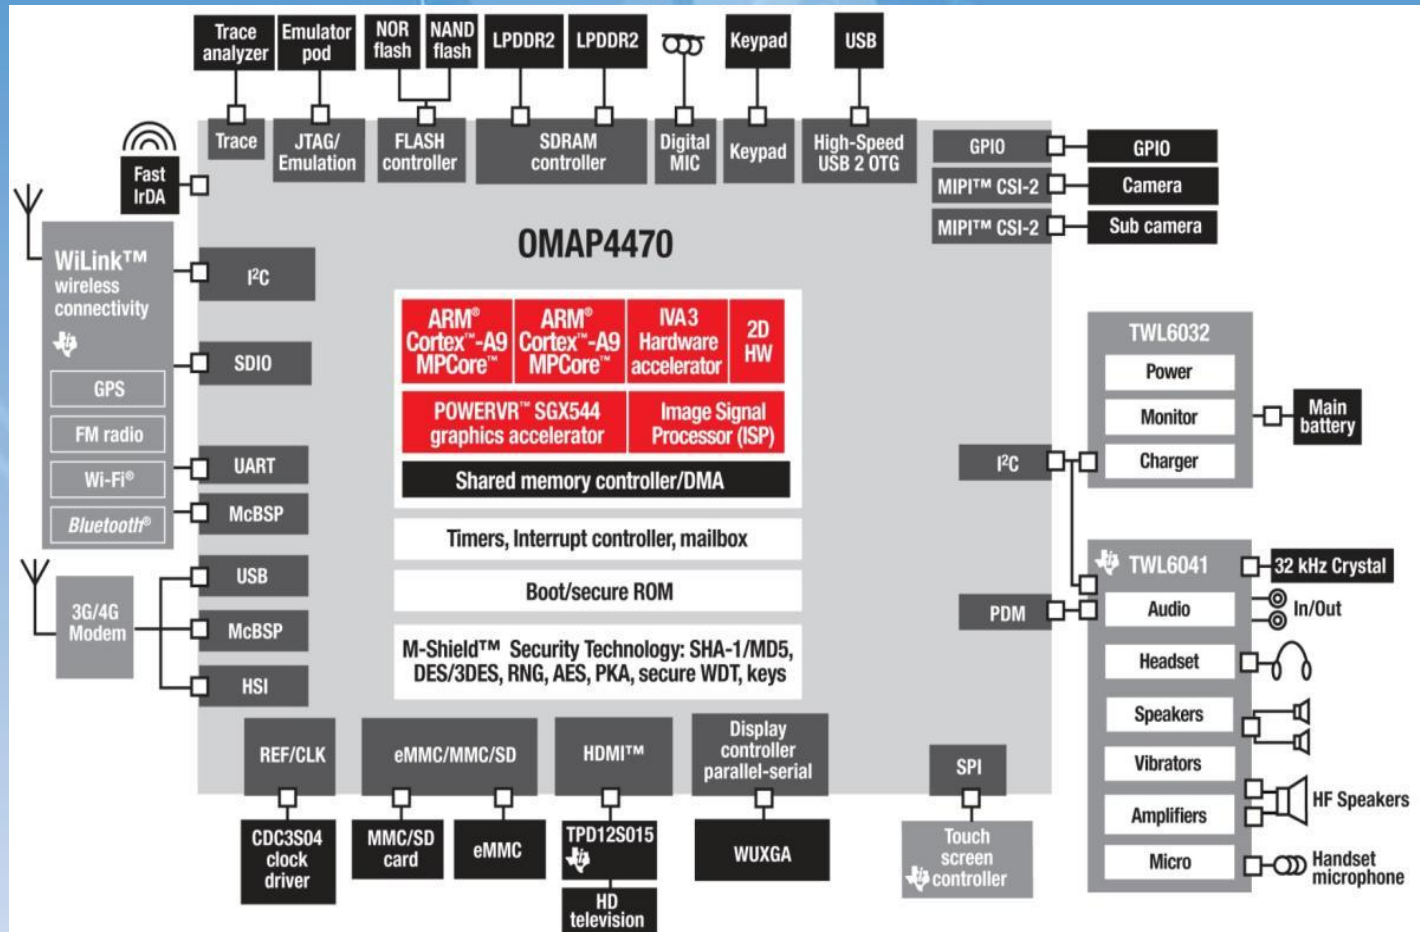 Trace
analyzer
Emulator
pod
NOR
flash
NAND
flash
LPDDR2
LPDDR2
Keypad
USB
Trace
JTAG/
Emulation
FLASH
controller
SDRAM
controller
Digital
MIC
Keypad
High-Speed
USB 2 OTG
GPIO
GPIO
MIPI™ CSI-2
Camera
MIPI™ CSI-2
Sub camera
Fast
IrDA
WiLink™
wireless
connectivity
GPS
FM radio
Wi-Fi®
Bluetooth®
3G/4G
Modem
I²C
SDIO
UART
McBSP
USB
McBSP
HSI
OMAP4470
ARM®
Cortex™-A9
MPCore™
ARM®
Cortex™-A9
MPCore™
IVA3
Hardware
accelerator
2D
HW
POWERVR™ SGX544
graphics accelerator
Image Signal
Processor (ISP)
Shared memory controller/DMA
Timers, Interrupt controller, mailbox
Boot/secure ROM
M-Shield™ Security Technology: SHA-1/MD5,
DES/3DES, RNG, AES, PKA, secure WDT, keys
I²C
PDM
TWL6032
Power
Monitor
Charger
Main
battery
TWL6041
Audio
Headset
Speakers
Vibrators
Amplifiers
Micro
32 kHz Crystal
In/Out
HF Speakers
Handset
microphone
REF/CLK
eMMC/MMC/SD
HDMI™
Display
controller
parallel-serial
SPI
CDC3S04
clock
driver
MMC/SD
card
eMMC
TPD12S015
HD
television
WUXGA
Touch
screen
controller